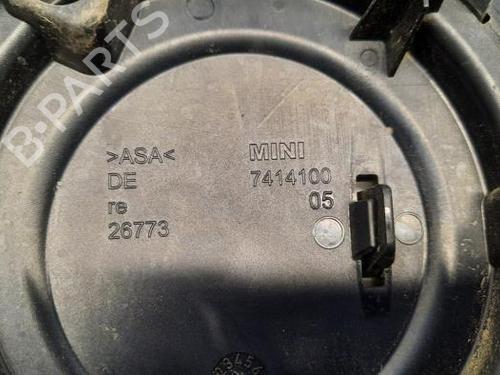 B-PARTS
>ASA< MINI
DE 7414100
re 05
26773